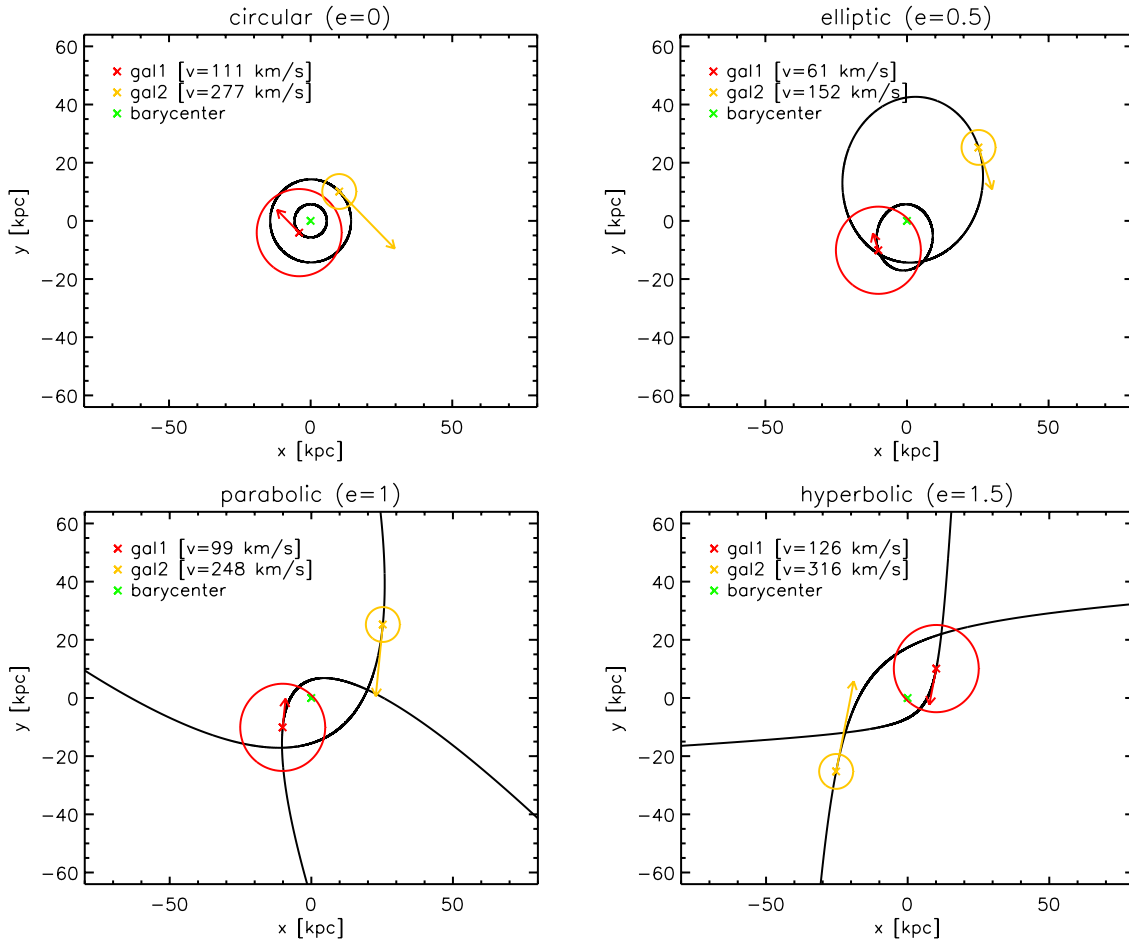 circular (e=0)
60
40
20
0
−20
−40
−60
y [kpc]
gal1 [v=111 km/s]
gal2 [v=277 km/s]
barycenter
−50
0
50
x [kpc]
elliptic (e=0.5)
60
40
20
0
−20
−40
−60
y [kpc]
gal1 [v=61 km/s]
gal2 [v=152 km/s]
barycenter
−50
0
50
x [kpc]
parabolic (e=1)
60
40
20
0
−20
−40
−60
y [kpc]
gal1 [v=99 km/s]
gal2 [v=248 km/s]
barycenter
−50
0
50
x [kpc]
hyperbolic (e=1.5)
60
40
20
0
−20
−40
−60
y [kpc]
gal1 [v=126 km/s]
gal2 [v=316 km/s]
barycenter
−50
0
50
x [kpc]